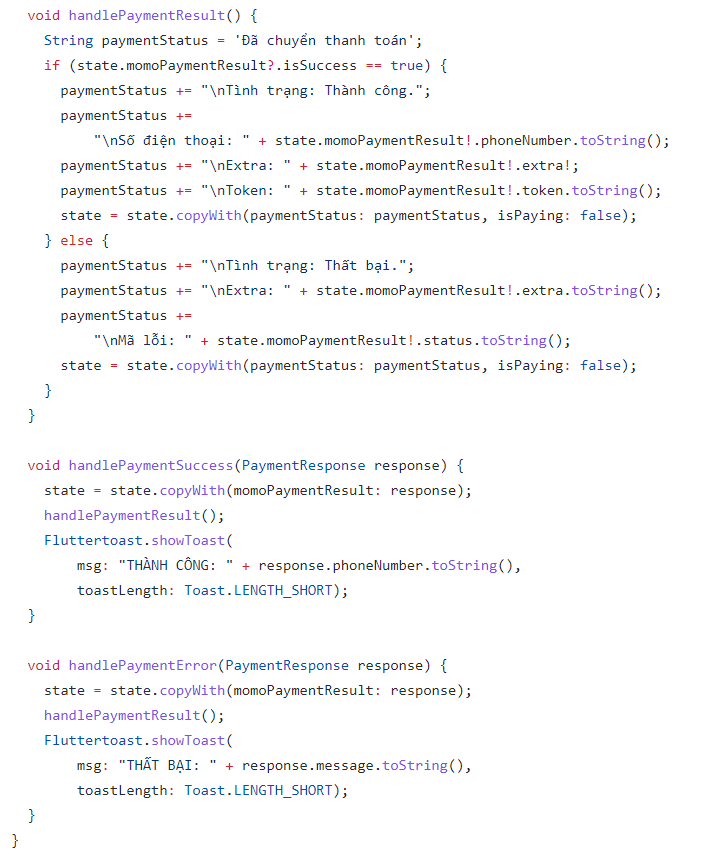 void handlePaymentResult() {
    String paymentStatus = 'Đã chuyển thanh toán';
    if (state.momoPaymentResult?.isSuccess == true) {
      paymentStatus += "\nTình trạng: Thành công.";
      paymentStatus +=
          "\nSố điện thoại: " + state.momoPaymentResult!.phoneNumber.toString();
      paymentStatus += "\nExtra: " + state.momoPaymentResult!.extra!;
      paymentStatus += "\nToken: " + state.momoPaymentResult!.token.toString();
      state = state.copyWith(paymentStatus: paymentStatus, isPaying: false);
    } else {
      paymentStatus += "\nTình trạng: Thất bại.";
      paymentStatus += "\nExtra: " + state.momoPaymentResult!.extra.toString();
      paymentStatus +=
          "\nMã lỗi: " + state.momoPaymentResult!.status.toString();
      state = state.copyWith(paymentStatus: paymentStatus, isPaying: false);
    }
  }

  void handlePaymentSuccess(PaymentResponse response) {
    state = state.copyWith(momoPaymentResult: response);
    handlePaymentResult();
    Fluttertoast.showToast(
        msg: "THÀNH CÔNG: " + response.phoneNumber.toString(),
        toastLength: Toast.LENGTH_SHORT);
  }

  void handlePaymentError(PaymentResponse response) {
    state = state.copyWith(momoPaymentResult: response);
    handlePaymentResult();
    Fluttertoast.showToast(
        msg: "THẤT BẠI: " + response.message.toString(),
        toastLength: Toast.LENGTH_SHORT);
  }
}